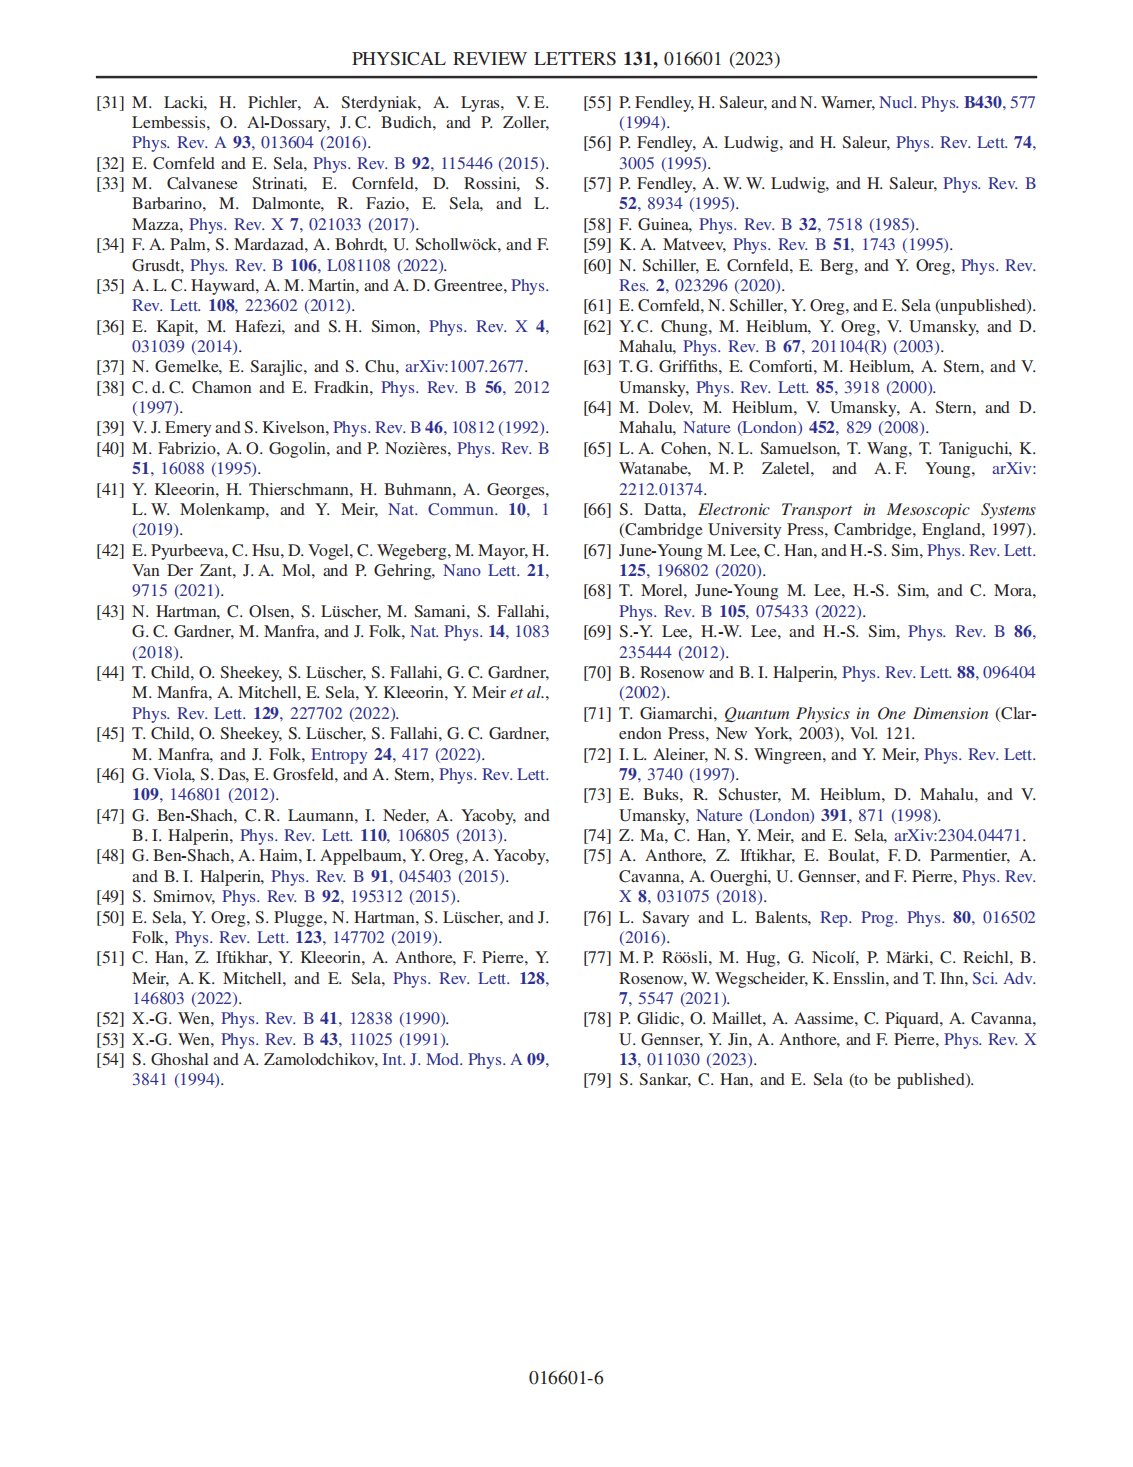 PHYSICAL REVIEW LETTERS 131, 016601 (2023)
[31] M. Lacki, H. Pichler, A. Sterdyniak, A. Lyras, V. E.
Lembessis, O. Al-Dossary, J. C. Budich, and P. Zoller,
Phys. Rev. A 93, 013604 (2016).
[32] E. Cornfeld and E. Sela, Phys. Rev. B 92, 115446 (2015).
[33] M. Calvanese Strinati, E. Cornfeld, D. Rossini, S.
Barbarino, M. Dalmonte, R. Fazio, E. Sela, and L.
Mazza, Phys. Rev. X 7, 021033 (2017).
[34] F. A. Palm, S. Mardazad, A. Bohrdt, U. Schollwöck, and F.
Grusdt, Phys. Rev. B 106, L081108 (2022).
[35] A. L. C. Hayward, A. M. Martin, and A. D. Greentree, Phys.
Rev. Lett. 108, 223602 (2012).
[36] E. Kapit, M. Hafezi, and S. H. Simon, Phys. Rev. X 4,
031039 (2014).
[37] N. Gemelke, E. Sarajlic, and S. Chu, arXiv:1007.2677.
[38] C. d. C. Chamon and E. Fradkin, Phys. Rev. B 56, 2012
(1997).
[39] V. J. Emery and S. Kivelson, Phys. Rev. B 46, 10812 (1992).
[40] M. Fabrizio, A. O. Gogolin, and P. Nozières, Phys. Rev. B
51, 16088 (1995).
[41] Y. Kleeorin, H. Thierschmann, H. Buhmann, A. Georges,
L. W. Molenkamp, and Y. Meir, Nat. Commun. 10, 1
(2019).
[42] E. Pyurbeeva, C. Hsu, D. Vogel, C. Wegeberg, M. Mayor, H.
Van Der Zant, J. A. Mol, and P. Gehring, Nano Lett. 21,
9715 (2021).
[43] N. Hartman, C. Olsen, S. Lüscher, M. Samani, S. Fallahi,
G. C. Gardner, M. Manfra, and J. Folk, Nat. Phys. 14, 1083
(2018).
[44] T. Child, O. Sheekey, S. Lüscher, S. Fallahi, G. C. Gardner,
M. Manfra, A. Mitchell, E. Sela, Y. Kleeorin, Y. Meir et al.,
Phys. Rev. Lett. 129, 227702 (2022).
[45] T. Child, O. Sheekey, S. Lüscher, S. Fallahi, G. C. Gardner,
M. Manfra, and J. Folk, Entropy 24, 417 (2022).
[46] G. Viola, S. Das, E. Grosfeld, and A. Stern, Phys. Rev. Lett.
109, 146801 (2012).
[47] G. Ben-Shach, C. R. Laumann, I. Neder, A. Yacoby, and
B. I. Halperin, Phys. Rev. Lett. 110, 106805 (2013).
[48] G. Ben-Shach, A. Haim, I. Appelbaum, Y. Oreg, A. Yacoby,
and B. I. Halperin, Phys. Rev. B 91, 045403 (2015).
[49] S. Smirnov, Phys. Rev. B 92, 195312 (2015).
[50] E. Sela, Y. Oreg, S. Plugge, N. Hartman, S. Lüscher, and J.
Folk, Phys. Rev. Lett. 123, 147702 (2019).
[51] C. Han, Z. Iftikhar, Y. Kleeorin, A. Anthore, F. Pierre, Y.
Meir, A. K. Mitchell, and E. Sela, Phys. Rev. Lett. 128,
146803 (2022).
[52] X.-G. Wen, Phys. Rev. B 41, 12838 (1990).
[53] X.-G. Wen, Phys. Rev. B 43, 11025 (1991).
[54] S. Ghoshal and A. Zamolodchikov, Int. J. Mod. Phys. A 09,
3841 (1994).
[55] P. Fendley, H. Saleur, and N. Warner, Nucl. Phys. B430, 577
(1994).
[56] P. Fendley, A. Ludwig, and H. Saleur, Phys. Rev. Lett. 74,
3005 (1995).
[57] P. Fendley, A. W. W. Ludwig, and H. Saleur, Phys. Rev. B
52, 8934 (1995).
[58] F. Guinea, Phys. Rev. B 32, 7518 (1985).
[59] K. A. Matveev, Phys. Rev. B 51, 1743 (1995).
[60] N. Schiller, E. Cornfeld, E. Berg, and Y. Oreg, Phys. Rev.
Res. 2, 023296 (2020).
[61] E. Cornfeld, N. Schiller, Y. Oreg, and E. Sela (unpublished).
[62] Y. C. Chung, M. Heiblum, Y. Oreg, V. Umansky, and D.
Mahalu, Phys. Rev. B 67, 201104(R) (2003).
[63] T. G. Griffiths, E. Comforti, M. Heiblum, A. Stern, and V.
Umansky, Phys. Rev. Lett. 85, 3918 (2000).
[64] M. Dolev, M. Heiblum, V. Umansky, A. Stern, and D.
Mahalu, Nature (London) 452, 829 (2008).
[65] L. A. Cohen, N. L. Samuelson, T. Wang, T. Taniguchi, K.
Watanabe, M. P. Zaletel, and A. F. Young, arXiv:
2212.01374.
[66] S. Datta, Electronic Transport in Mesoscopic Systems
(Cambridge University Press, Cambridge, England, 1997).
[67] June-Young M. Lee, C. Han, and H.-S. Sim, Phys. Rev. Lett.
125, 196802 (2020).
[68] T. Morel, June-Young M. Lee, H.-S. Sim, and C. Mora,
Phys. Rev. B 105, 075433 (2022).
[69] S.-Y. Lee, H.-W. Lee, and H.-S. Sim, Phys. Rev. B 86,
235444 (2012).
[70] B. Rosenow and B. I. Halperin, Phys. Rev. Lett. 88, 096404
(2002).
[71] T. Giamarchi, Quantum Physics in One Dimension (Clar-
endon Press, New York, 2003), Vol. 121.
[72] I. L. Aleiner, N. S. Wingreen, and Y. Meir, Phys. Rev. Lett.
79, 3740 (1997).
[73] E. Buks, R. Schuster, M. Heiblum, D. Mahalu, and V.
Umansky, Nature (London) 391, 871 (1998).
[74] Z. Ma, C. Han, Y. Meir, and E. Sela, arXiv:2304.04471.
[75] A. Anthore, Z. Iftikhar, E. Boulat, F. D. Parmentier, A.
Cavanna, A. Ouerghi, U. Gennser, and F. Pierre, Phys. Rev.
X 8, 031075 (2018).
[76] L. Savary and L. Balents, Rep. Prog. Phys. 80, 016502
(2016).
[77] M. P. Röösli, M. Hug, G. Nicolí, P. Märki, C. Reichl, B.
Rosenow, W. Wegscheider, K. Ensslin, and T. Ihn, Sci. Adv.
7, 5547 (2021).
[78] P. Glidic, O. Maillet, A. Aassime, C. Piquard, A. Cavanna,
U. Gennser, Y. Jin, A. Anthore, and F. Pierre, Phys. Rev. X
13, 011030 (2023).
[79] S. Sankar, C. Han, and E. Sela (to be published).
016601-6